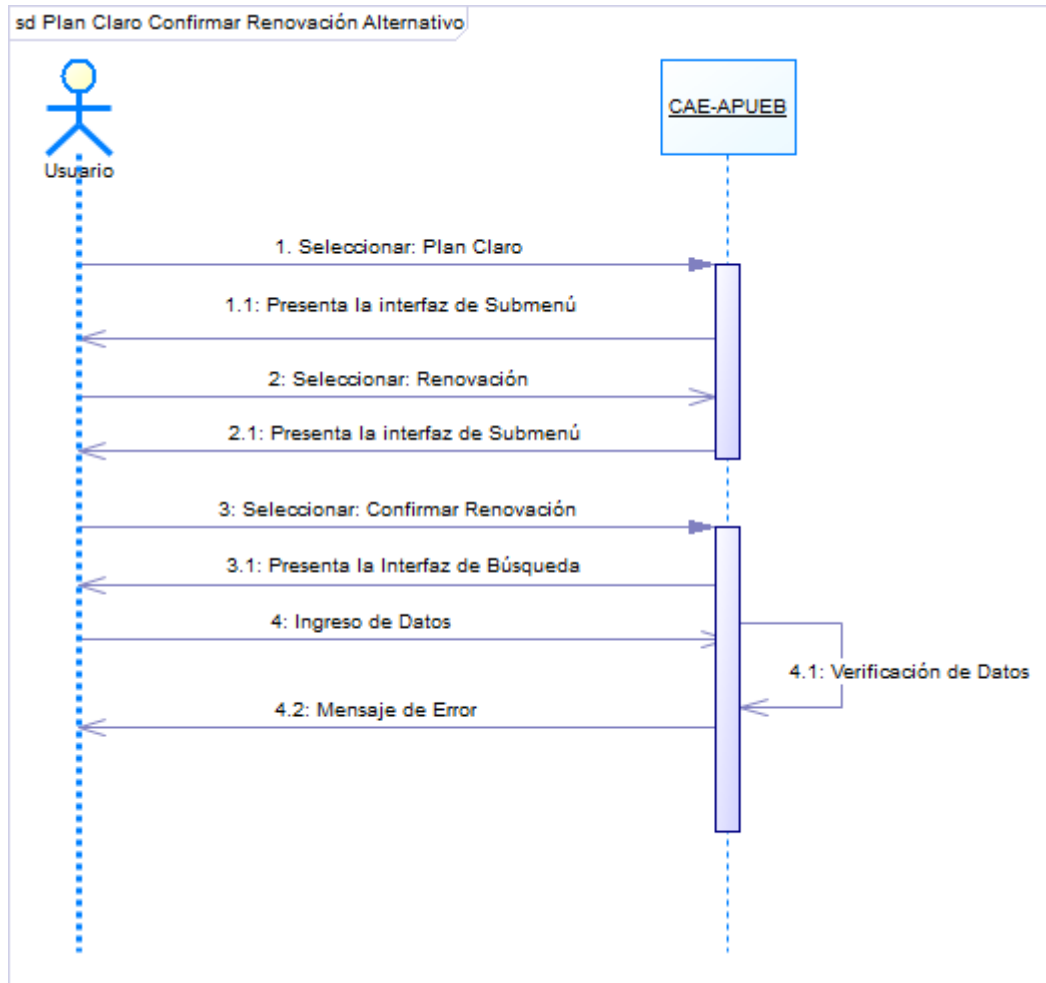 sd Plan Claro Confirmar Renovación Alternativo
CAE-APUEB
Usuario
1. Seleccionar: Plan Claro
1.1: Presenta la interfaz de Submenú
2: Seleccionar: Renovación
2.1: Presenta la interfaz de Submenú
3: Seleccionar: Confirmar Renovación
3.1: Presenta la Interfaz de Búsqueda
4: Ingreso de Datos
4.1: Verificación de Datos
4.2: Mensaje de Error